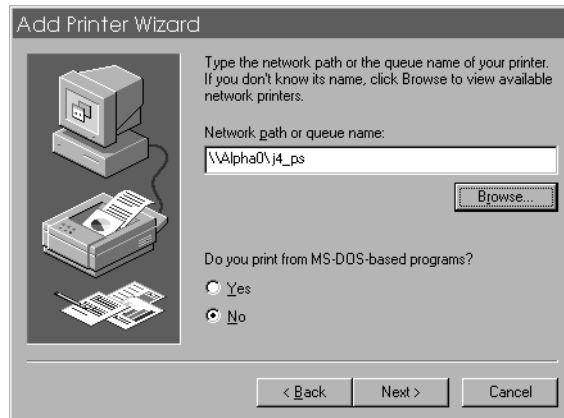 Add Printer Wizard
Type the network path or the queue name of your printer.
If you don't know its name, click Browse to view available
network printers.
Network path or queue name:
\\Alpha0\j4_ps
Browse...
Do you print from MS-DOS-based programs?
Yes
No
< Back
Next >
Cancel